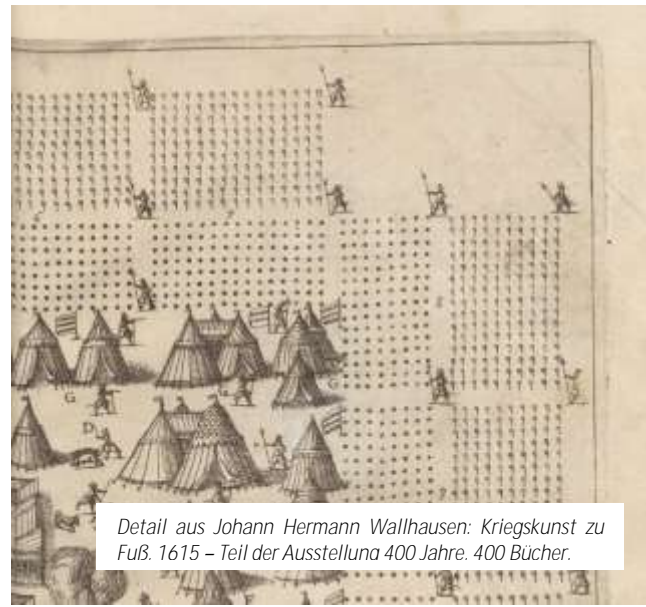 G G G
D
Detail aus Johann Hermann Wallhausen: Kriegskunst zu
Fuß. 1615 – Teil der Ausstellung 400 Jahre. 400 Bücher.